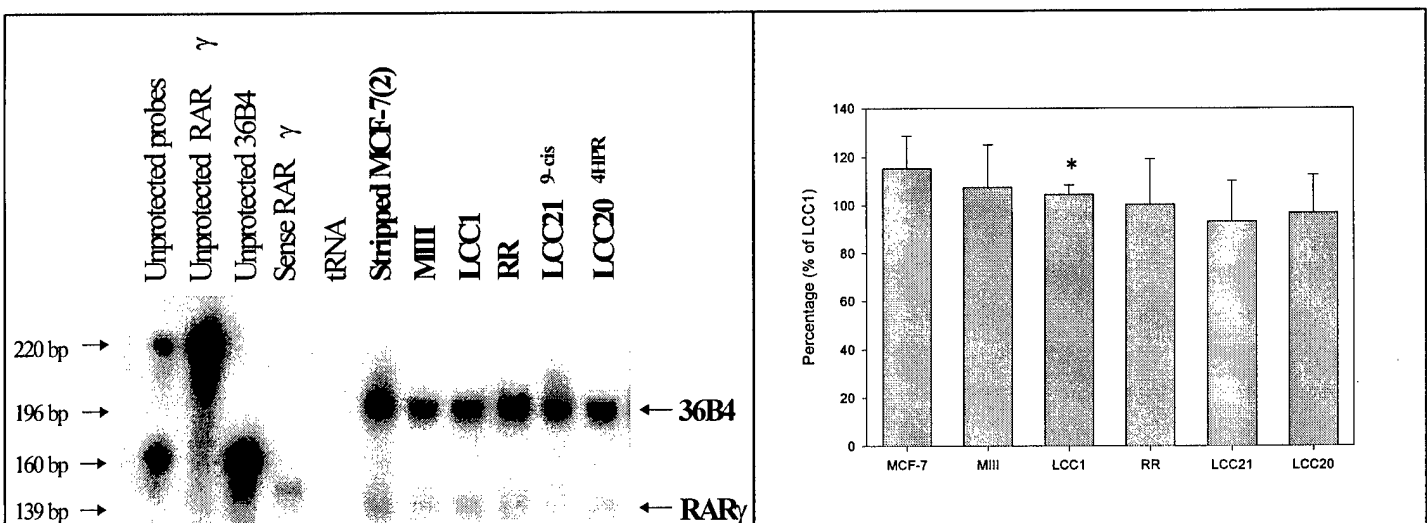 Unprotected probes
Unprotected RAR γ
Unprotected 36B4
Sense RAR γ
tRNA
Stripped MCF-7(2)
MIII
LCC1
RR
LCC21 9-cis
LCC20 4HPR
220 bp →
196 bp →
160 bp →
139 bp →
← 36B4
← RARγ
Percentage (% of LCC1)
140
120
100
80
60
40
20
0
*
MCF-7
MIII
LCC1
RR
LCC21
LCC20